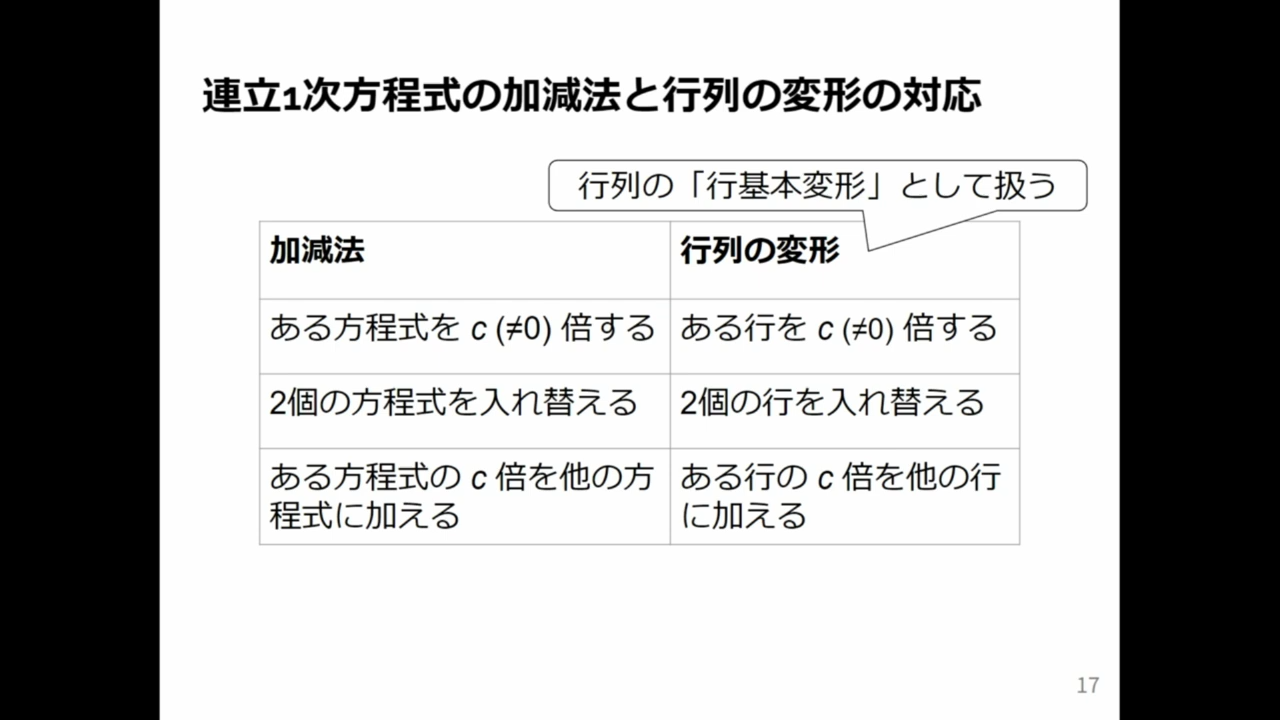 連立1次方程式の加減法と行列の変形の対応
行列の「行基本変形」として扱う
加減法
行列の変形
ある方程式を c (≠0) 倍する
ある行を c (≠0) 倍する
2個の方程式を入れ替える
2個の行を入れ替える
ある方程式の c 倍を他の方
程式に加える
ある行の c 倍を他の行
に加える
17